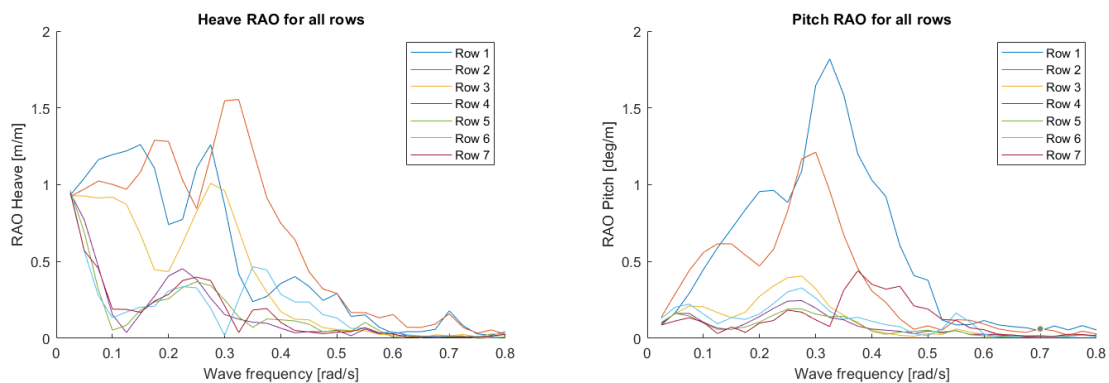 Heave RAO for all rows
2
1.5
1
0.5
0
RAO Heave [m/m]
0 0.1 0.2 0.3 0.4 0.5 0.6 0.7 0.8
Wave frequency [rad/s]
Row 1
Row 2
Row 3
Row 4
Row 5
Row 6
Row 7
Pitch RAO for all rows
2
1.5
1
0.5
0
RAO Pitch [deg/m]
0 0.1 0.2 0.3 0.4 0.5 0.6 0.7 0.8
Wave frequency [rad/s]
Row 1
Row 2
Row 3
Row 4
Row 5
Row 6
Row 7